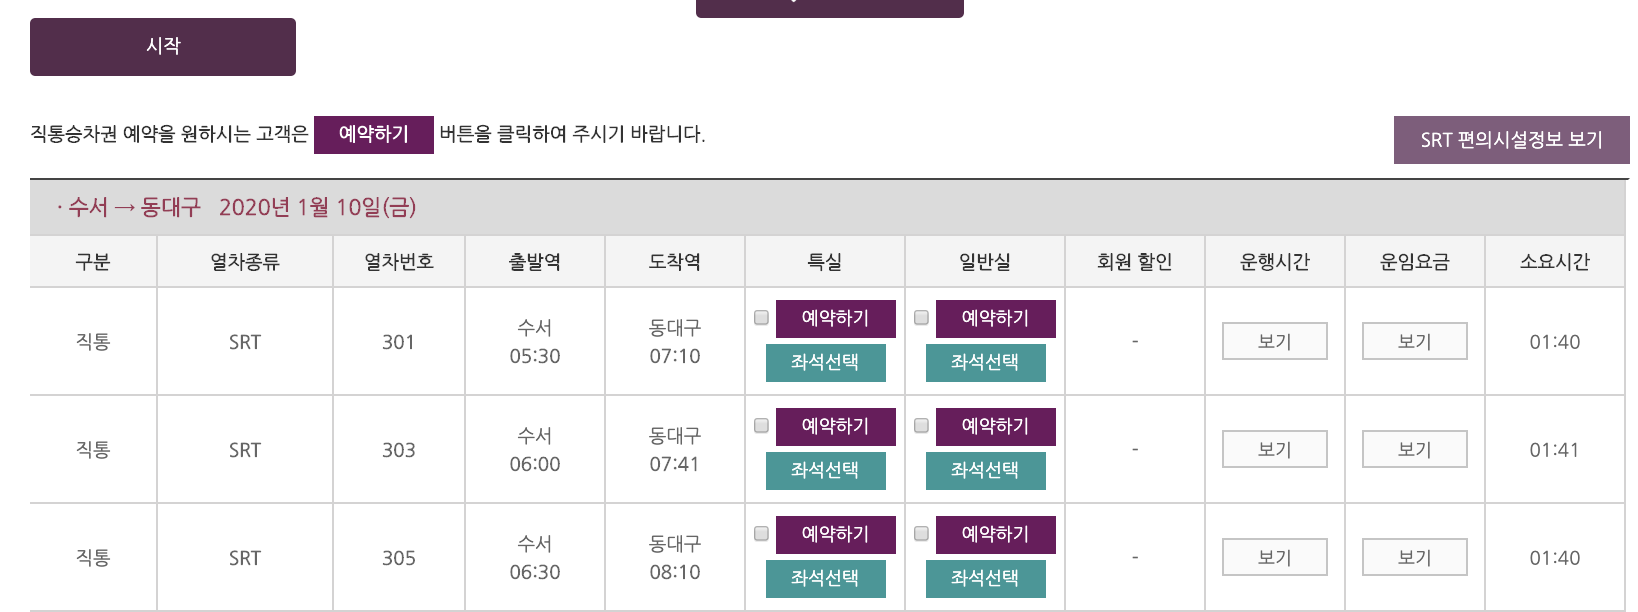 시작
직통승차권 예약을 원하시는 고객은 예약하기 버튼을 클릭하여 주시기 바랍니다.
SRT 편의시설정보 보기
· 수서 → 동대구 2020년 1월 10일(금)
구분 열차종류 열차번호 출발역 도착역 특실 일반실 회원 할인 운행시간 운임요금 소요시간
직통 SRT 301 수서 05:30 동대구 07:10 예약하기 좌석선택 예약하기 좌석선택 - 보기 보기 01:40
직통 SRT 303 수서 06:00 동대구 07:41 예약하기 좌석선택 예약하기 좌석선택 - 보기 보기 01:41
직통 SRT 305 수서 06:30 동대구 08:10 예약하기 좌석선택 예약하기 좌석선택 - 보기 보기 01:40